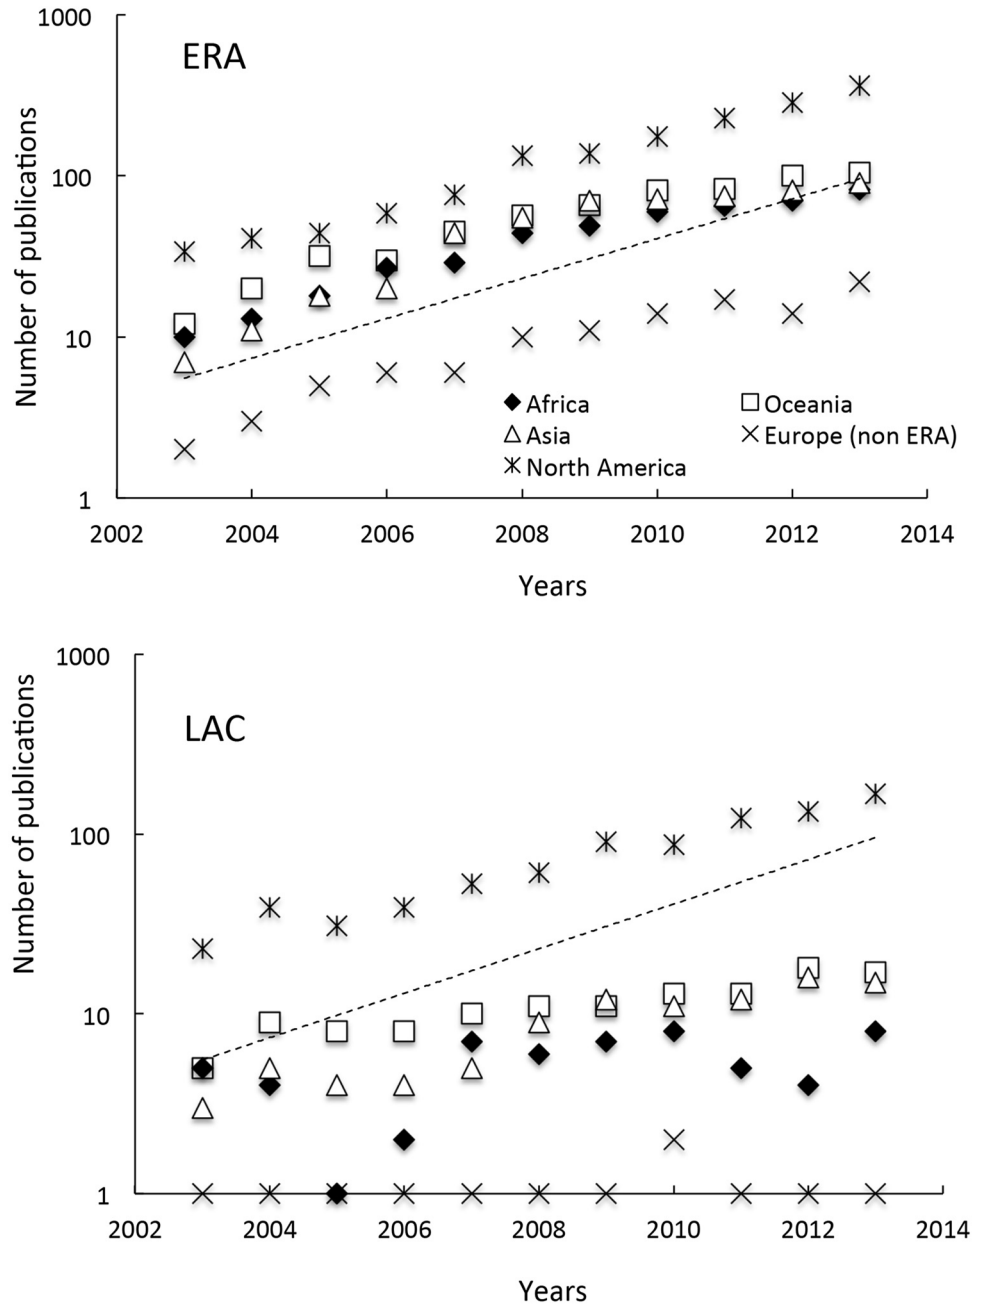 1000
ERA
100
10
1
Number of publications
Africa
Oceania
Asia
Europe (non ERA)
North America
2002 2004 2006 2008 2010 2012 2014
Years
1000
LAC
100
10
1
Number of publications
2002 2004 2006 2008 2010 2012 2014
Years